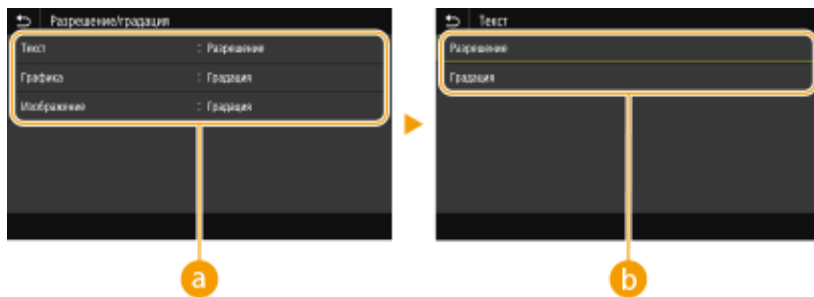 Разрешение/градация
Текст : Разрешение
Графика : Градация
Изображение : Градация
a
Текст
Разрешение
Градация
b